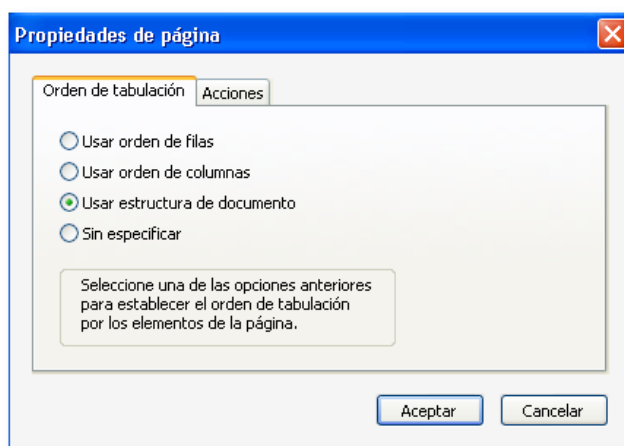 Propiedades de página
Orden de tabulación Acciones
Usar orden de filas
Usar orden de columnas
Usar estructura de documento
Sin especificar
Seleccione una de las opciones anteriores
para establecer el orden de tabulación
por los elementos de la página.
Aceptar Cancelar